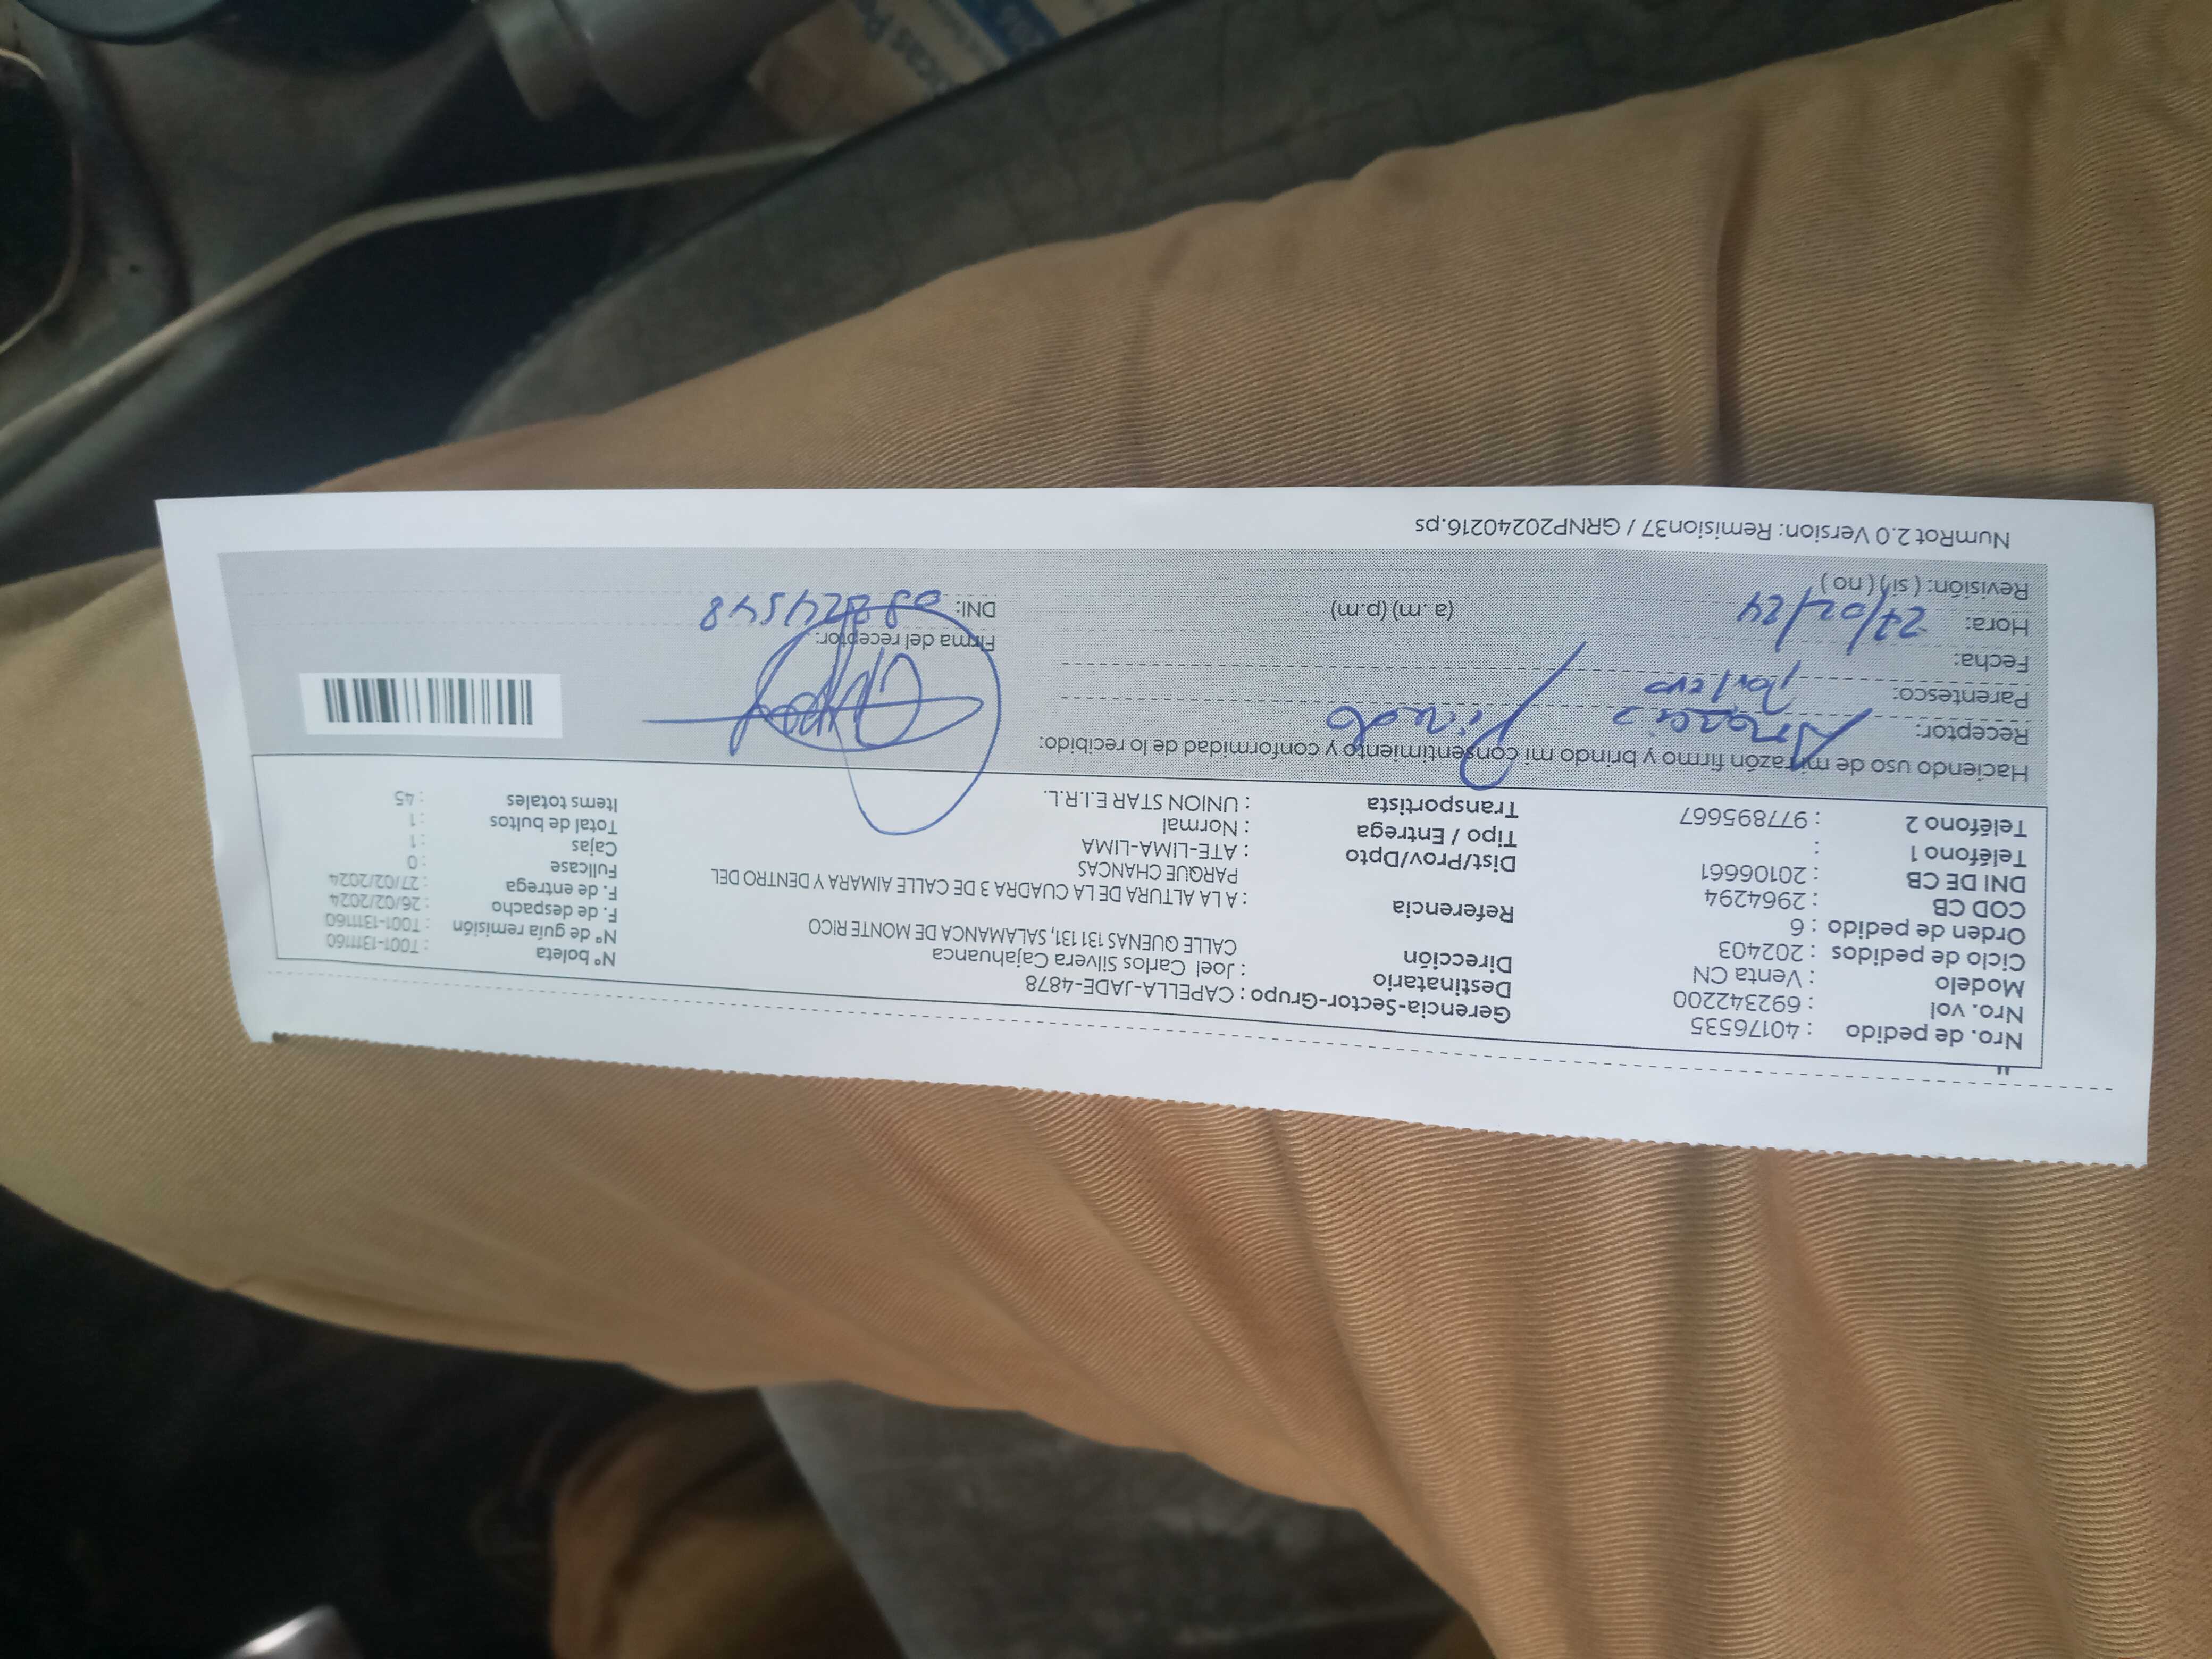 Nro. de pedido : 40176535
Nro. vol : 692342200
Modelo : Venta CN
Ciclo de pedidos : 202403
Orden de pedido : 6
COD CB : 2964294
DNI DE CB : 20106661
Teléfono 1 :
Teléfono 2 : 977895667
Gerencia-Sector-Grupo : CAPELLA-JADE-4878
Destinatario : Joel Carlos Silvera Cajahuanca
Dirección CALLE QUENAS 131 131, SALAMANCA DE MONTERICO
Referencia : A LA ALTURA DE LA CUADRA 3 DE CALLE AIMARA Y DENTRO DEL
PARQUE CHANCAS
Dist/Prov/Dpto : ATE-LIMA-LIMA
Tipo / Entrega : Normal
Transportista : UNION STAR E.I.R.L.
N° boleta : T001-1311160
N° de guía remisión : T001-1311160
F. de despacho : 26/02/2024
F. de entrega : 27/02/2024
Fullcase : 0
Cajas : 1
Total de bultos : 1
Items totales : 45
Haciendo uso de mi razón firmo y brindo mi consentimiento y conformidad de lo recibido:
Receptor:
Parentesco:
Fecha:
Hora: 27/02/24 (a. m) (p.m)
Revisión: ( si ) ( no )
Firma del receptor:
DNI:
NumRot 2.0 Version: Remision37 / GRNP20240216.ps